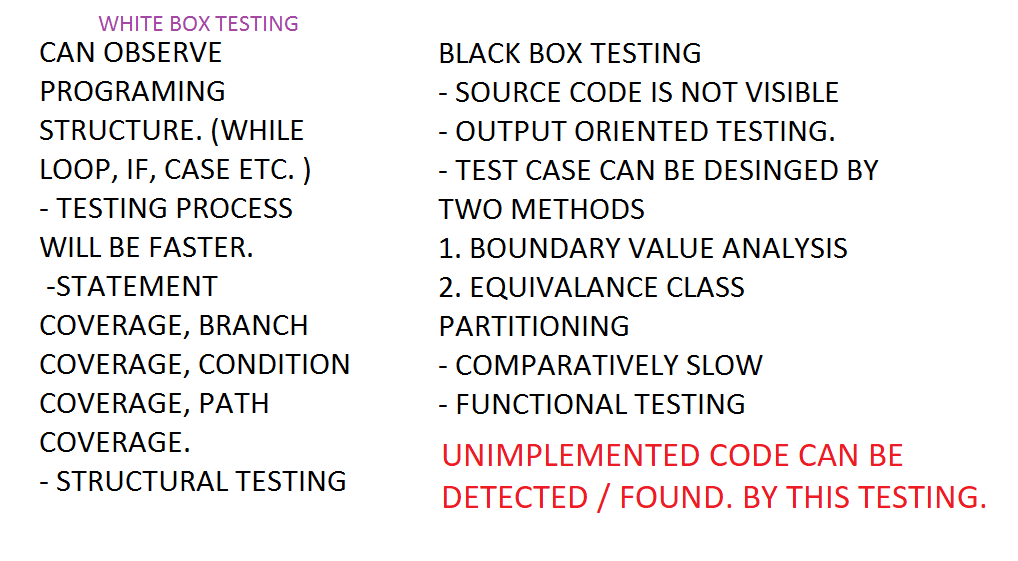 WHITE BOX TESTING
CAN OBSERVE
PROGRAMING
STRUCTURE. (WHILE
LOOP, IF, CASE ETC. )
- TESTING PROCESS
WILL BE FASTER.
-STATEMENT
COVERAGE, BRANCH
COVERAGE, CONDITION
COVERAGE, PATH
COVERAGE.
- STRUCTURAL TESTING
BLACK BOX TESTING
- SOURCE CODE IS NOT VISIBLE
- OUTPUT ORIENTED TESTING.
- TEST CASE CAN BE DESINGED BY
TWO METHODS
1. BOUNDARY VALUE ANALYSIS
2. EQUIVALANCE CLASS
PARTITIONING
- COMPARATIVELY SLOW
- FUNCTIONAL TESTING
UNIMPLEMENTED CODE CAN BE
DETECTED / FOUND. BY THIS TESTING.